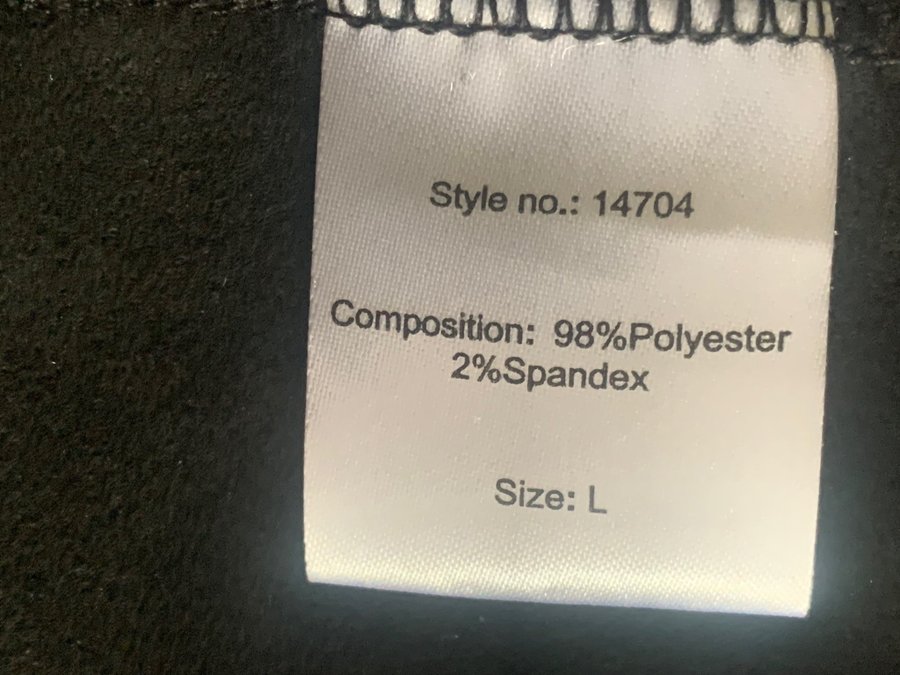 Style no.: 14704
Composition: 98%Polyester
2%Spandex
Size: L